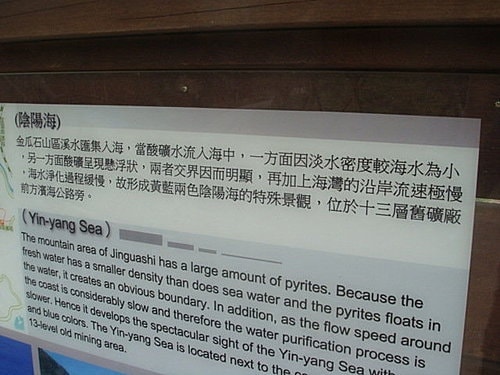 (陰陽海)
金瓜石山區溪水匯集入海，當酸礦水流入海中，一方面因淡水密度較海水為小
，另一方面酸礦呈現懸浮狀，兩者交界因而明顯，再加上海灣的沿岸流速極慢
，海水淨化過程緩慢，故形成黃藍兩色陰陽海的特殊景觀，位於十三層舊礦廠
前方濱海公路旁。
(Yin-yang Sea)
The mountain area of Jinguashi has a large amount of pyrites. Because the
fresh water has a smaller density than does sea water and the pyrites floats in
the water, it creates an obvious boundary. In addition, as the flow speed around
the coast is considerably slow and therefore the water purification process is
slower. Hence it develops the spectacular sight of the Yin-yang Sea with
and blue colors. The Yin-yang Sea is located next to the
13-level old mining area.